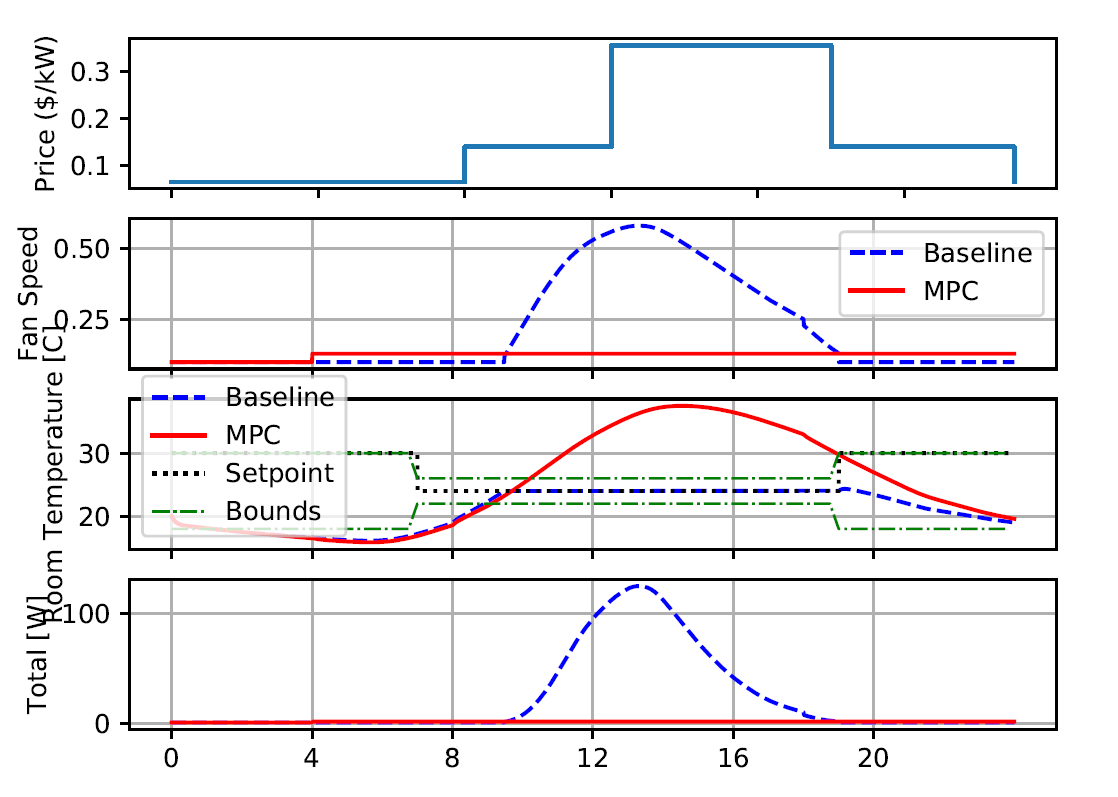 Price ($/kW)
0.3
0.2
0.1
Fan Speed
0.50
0.25
Baseline
MPC
Room Temperature [C]
30
20
Baseline
MPC
Setpoint
Bounds
Total [W]
100
0
0 4 8 12 16 20